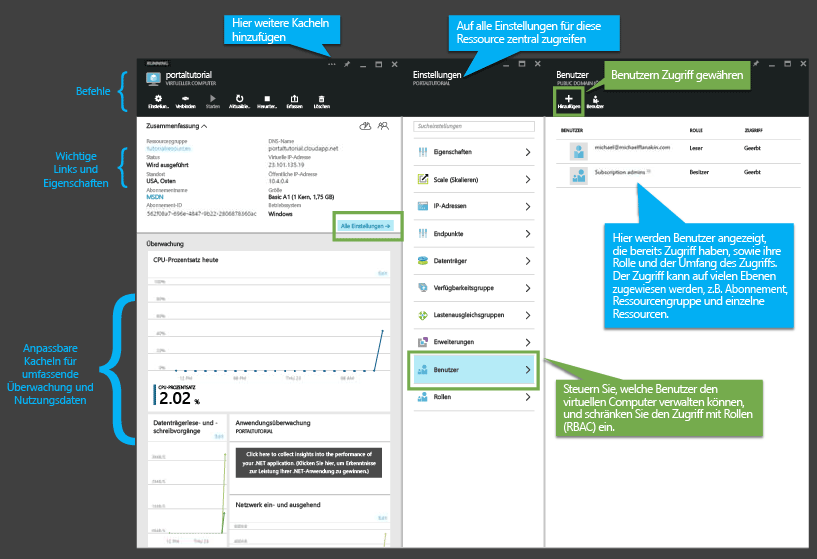 Hier weitere Kacheln
hinzufügen
Auf alle Einstellungen für diese
Ressource zentral zugreifen
Benutzern Zugriff gewähren
Befehle
Wichtige
Links und
Eigenschaften
Anpassbare
Kacheln für
umfassende
Überwachung und
Nutzungsdaten
RUNNING
portaltutorial
VIRTUELLER COMPUTER
Verbinden
Starten
Erfassen
Löschen
Zusammenfassung
Ressourcengruppe
tutorialresources
Status
Wird ausgeführt
Standort
USA, Osten
Abonnementname
MSDN
Abonnement-ID
DNS-Name
portaltutorial.cloudapp.net
Virtuelle IP-Adresse
23.101.135.19
Öffentliche IP-Adresse
10.4.0.4
Größe
Basic A1 (1 Kern, 1,75 GB)
Betriebssystem
Windows
Alle Einstellungen →
Überwachung
CPU-Prozentsatz heute
Edit
100%
80%
60%
40%
20%
0%
12 PM
06 PM
THU 23
06 AM
CPU-PROZENTSATZ
2.02 %
Datenträgerlese- und -
schreibvorgänge
Edit
12 PM
THU 23
Anwendungsüberwachung
PORTALTUTORIAL
Click here to collect insights into the performance of
your .NET application. (Klicken Sie hier, um Erkenntnisse
zur Leistung Ihrer .NET-Anwendung zu gewinnen.)
Netzwerk ein- und ausgehend
Edit
Einstellungen
PORTALTUTORIAL
Sucheinstellungen
Eigenschaften
Scale (Skalieren)
IP-Adressen
Endpunkte
Datenträger
Verfügbarkeitsgruppe
Lastenausgleichsgruppen
Erweiterungen
Benutzer
Rollen
Benutzer
Hinzufügen
Benutzer
BENUTZER
ROLLE
ZUGRIFF
michael@michaelflanakin.com
Leser
Geerbt
Subscription admins
Besitzer
Geerbt
Hier werden Benutzer angezeigt,
die bereits Zugriff haben, sowie ihre
Rolle und der Umfang des Zugriffs.
Der Zugriff kann auf vielen Ebenen
zugewiesen werden, z.B. Abonnement,
Ressourcengruppe und einzelne
Ressourcen.
Steuern Sie, welche Benutzer den
virtuellen Computer verwalten können,
und schränken Sie den Zugriff mit Rollen
(RBAC) ein.